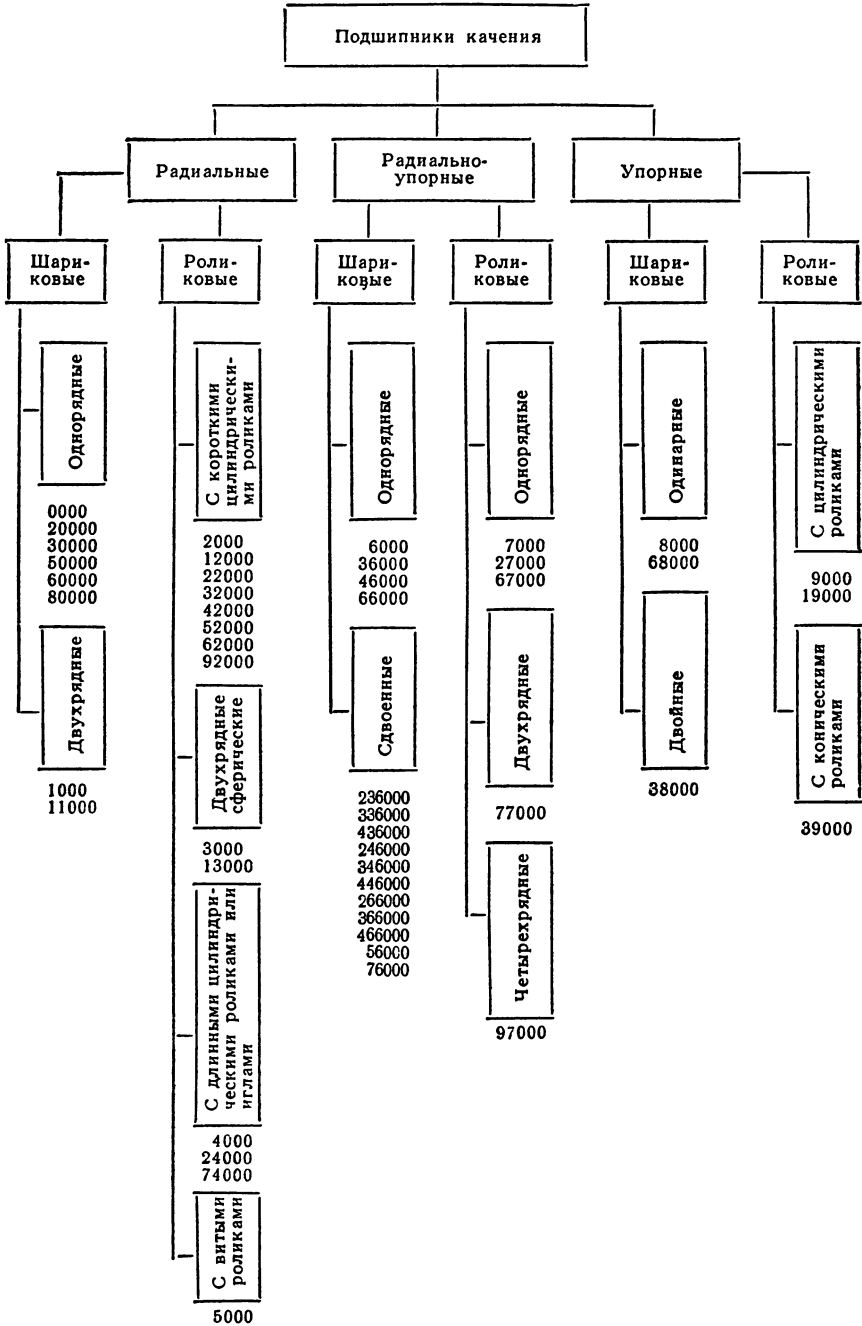 Подшипники качения
Радиальные
Радиально-
упорные
Упорные
Шари-
ковые
Роли-
ковые
Шари-
ковые
Роли-
ковые
Шари-
ковые
Роли-
ковые
Однорядные
0000
20000
30000
50000
60000
80000
Двухрядные
1000
11000
С короткими
цилиндрически-
ми роликами
2000
12000
22000
32000
42000
52000
62000
92000
Двухрядные
сферические
3000
13000
С длинными цилиндри-
ческими роликами или
иглами
4000
24000
74000
С витыми
роликами
5000
Однорядные
6000
36000
46000
66000
Сдвоенные
236000
336000
436000
246000
346000
446000
266000
366000
466000
56000
76000
Однорядные
7000
27000
67000
Двухрядные
77000
Четырехрядные
97000
Одинарные
8000
68000
Двойные
38000
С цилиндрическими
роликами
9000
19000
С коническими
роликами
39000